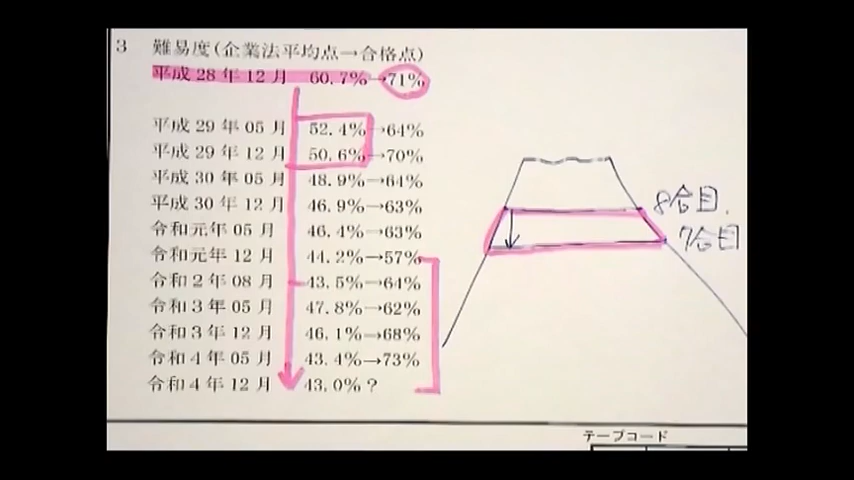 3 難易度(企業法平均点→合格点)
平成28年12月 60.7%→71%
平成29年05月 52.4%→64%
平成29年12月 50.6%→70%
平成30年05月 48.9%→64%
平成30年12月 46.9%→63%
令和元年05月 46.4%→63%
令和元年12月 44.2%→57%
令和2年08月 43.5%→64%
令和3年05月 47.8%→62%
令和3年12月 46.1%→68%
令和4年05月 43.4%→73%
令和4年12月 43.0%?
8合目.
7合目
テープコード